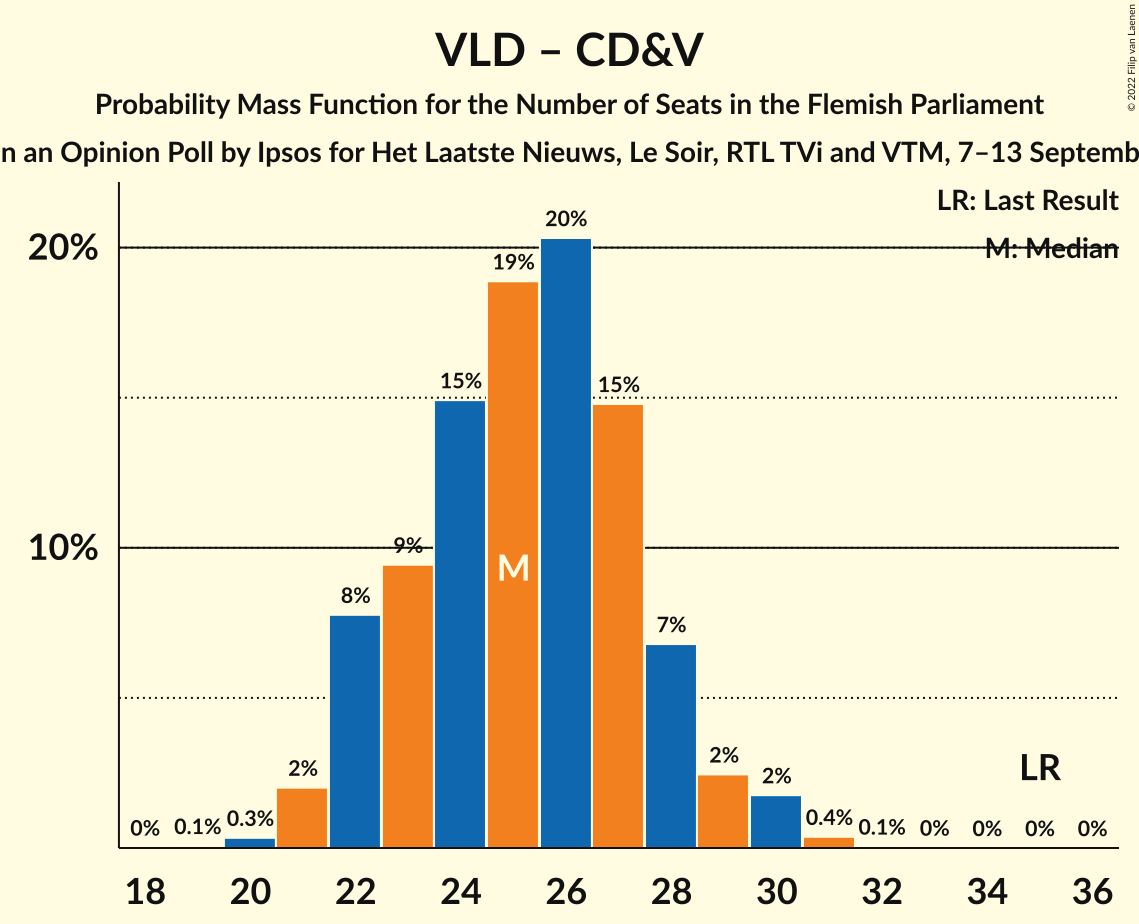 VLD – CD&V
Probability Mass Function for the Number of Seats in the Flemish Parliament
n an Opinion Poll by Ipsos for Het Laatste Nieuws, Le Soir, RTL TVi and VTM, 7–13 Septemb
© 2022 Filip van Laenen
LR: Last Result
M: Median
20%
10%
0% 0.1% 0.3% 2% 8% 9% 15% 19% 20% 15% 7% 2% 2% 0.4% 0.1% 0% 0% 0% 0%
M
LR
18 20 22 24 26 28 30 32 34 36